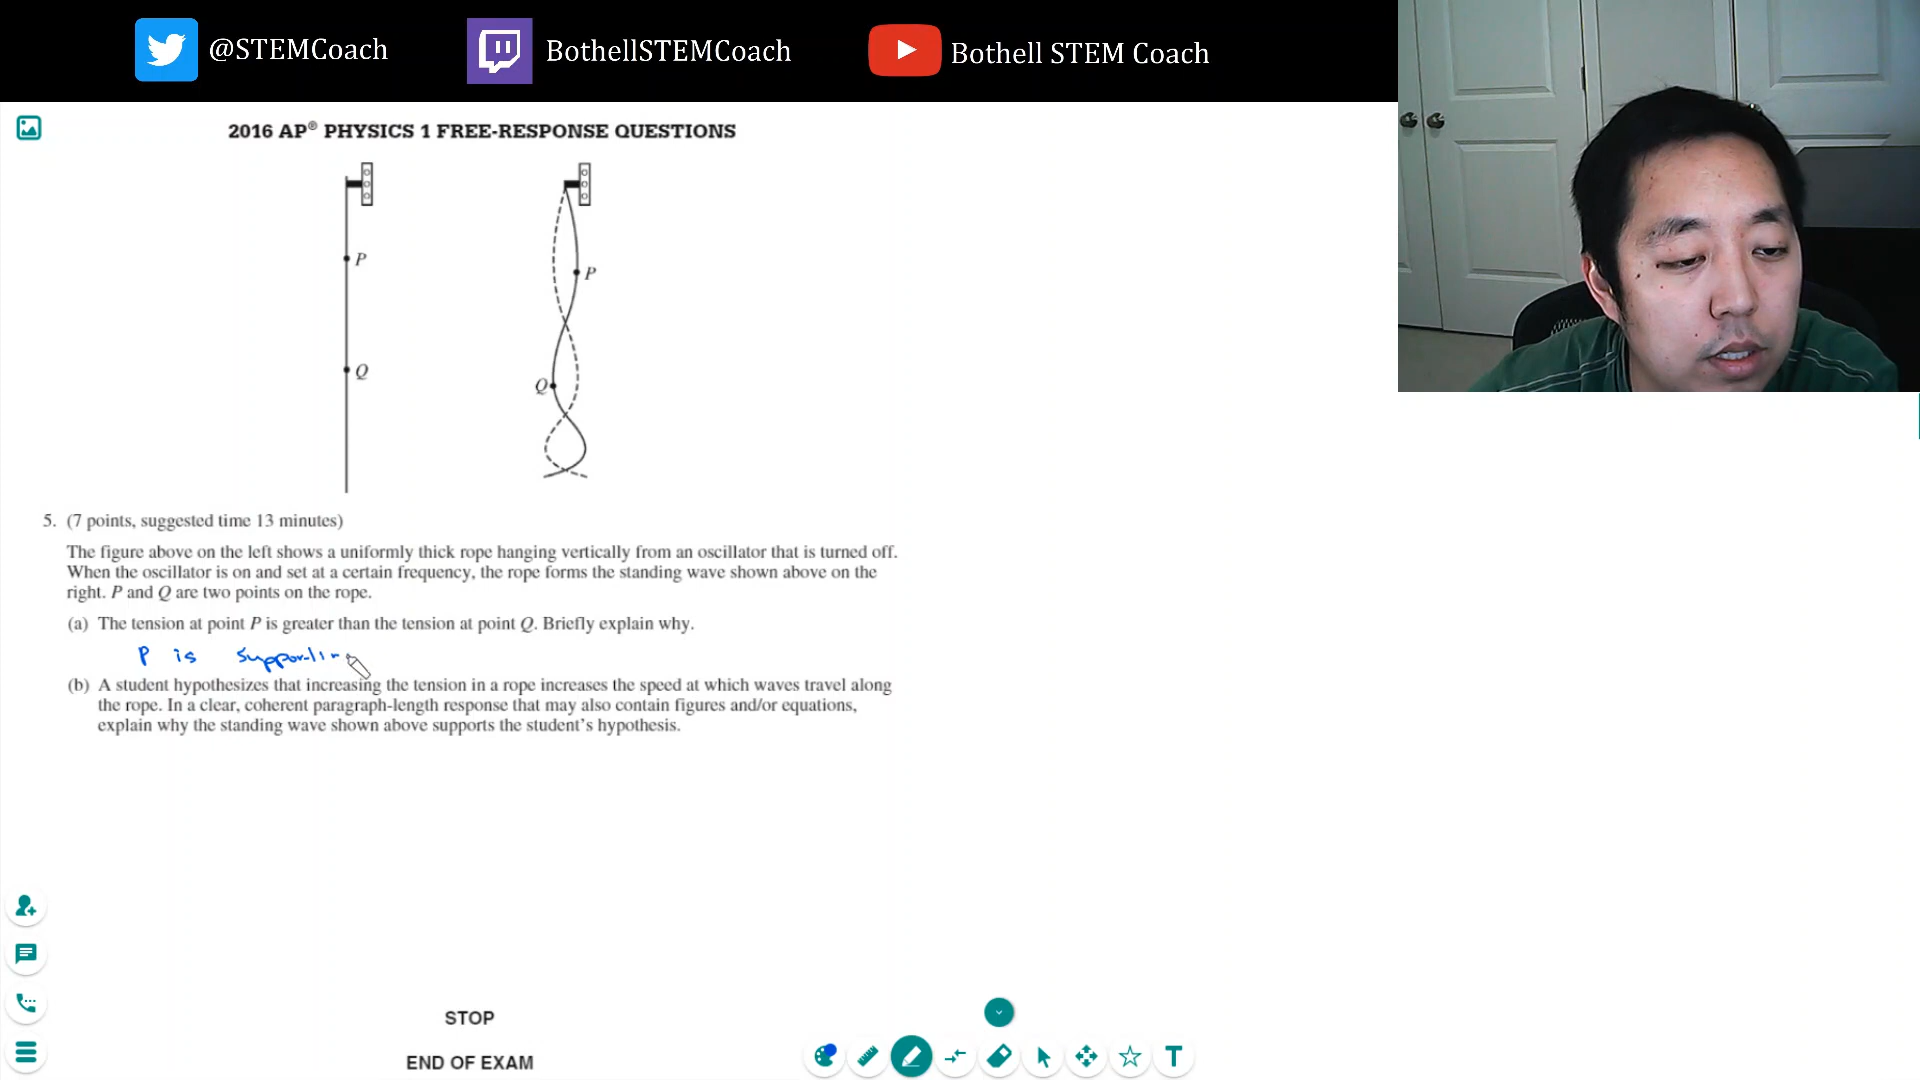 @STEMCoach
BothellSTEMCoach
Bothell STEM Coach
2016 AP® PHYSICS 1 FREE-RESPONSE QUESTIONS
P
Q
P
Q
5. (7 points, suggested time 13 minutes)
The figure above on the left shows a uniformly thick rope hanging vertically from an oscillator that is turned off.
When the oscillator is on and set at a certain frequency, the rope forms the standing wave shown above on the
right. P and Q are two points on the rope.
(a) The tension at point P is greater than the tension at point Q. Briefly explain why.
P is
(b) A student hypothesizes that increasing the tension in a rope increases the speed at which waves travel along
the rope. In a clear, coherent paragraph-length response that may also contain figures and/or equations,
explain why the standing wave shown above supports the student's hypothesis.
STOP
END OF EXAM
T